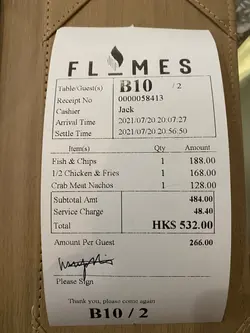 FLAMES
Table/Guest(s) B10 / 2
Receipt No 0000058413
Cashier Jack
Arrival Time 2021/07/20 20:07:27
Settle Time 2021/07/20 20:56:50
Item(s) Qty Amount
Fish & Chips 1 188.00
1/2 Chicken & Fries 1 168.00
Crab Meat Nachos 1 128.00
Subtotal Amt 484.00
Service Charge 48.40
Total HK$ 532.00
Amount Per Guest 266.00
Please Sign
Thank you, please come again
B10 / 2